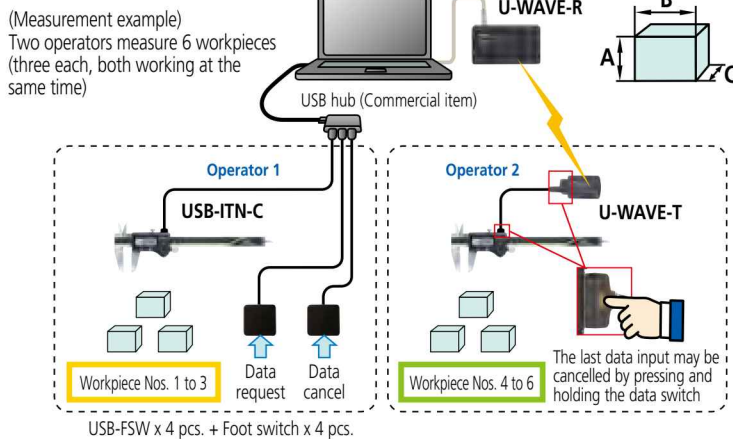 U-WAVE-R
(Measurement example)
Two operators measure 6 workpieces
(three each, both working at the
same time)
B
A
C
USB hub (Commercial item)
Operator 1
USB-ITN-C
Operator 2
U-WAVE-T
Workpiece Nos. 1 to 3
Data
request
Data
cancel
Workpiece Nos. 4 to 6
The last data input may be
cancelled by pressing and
holding the data switch
USB-FSW x 4 pcs. + Foot switch x 4 pcs.